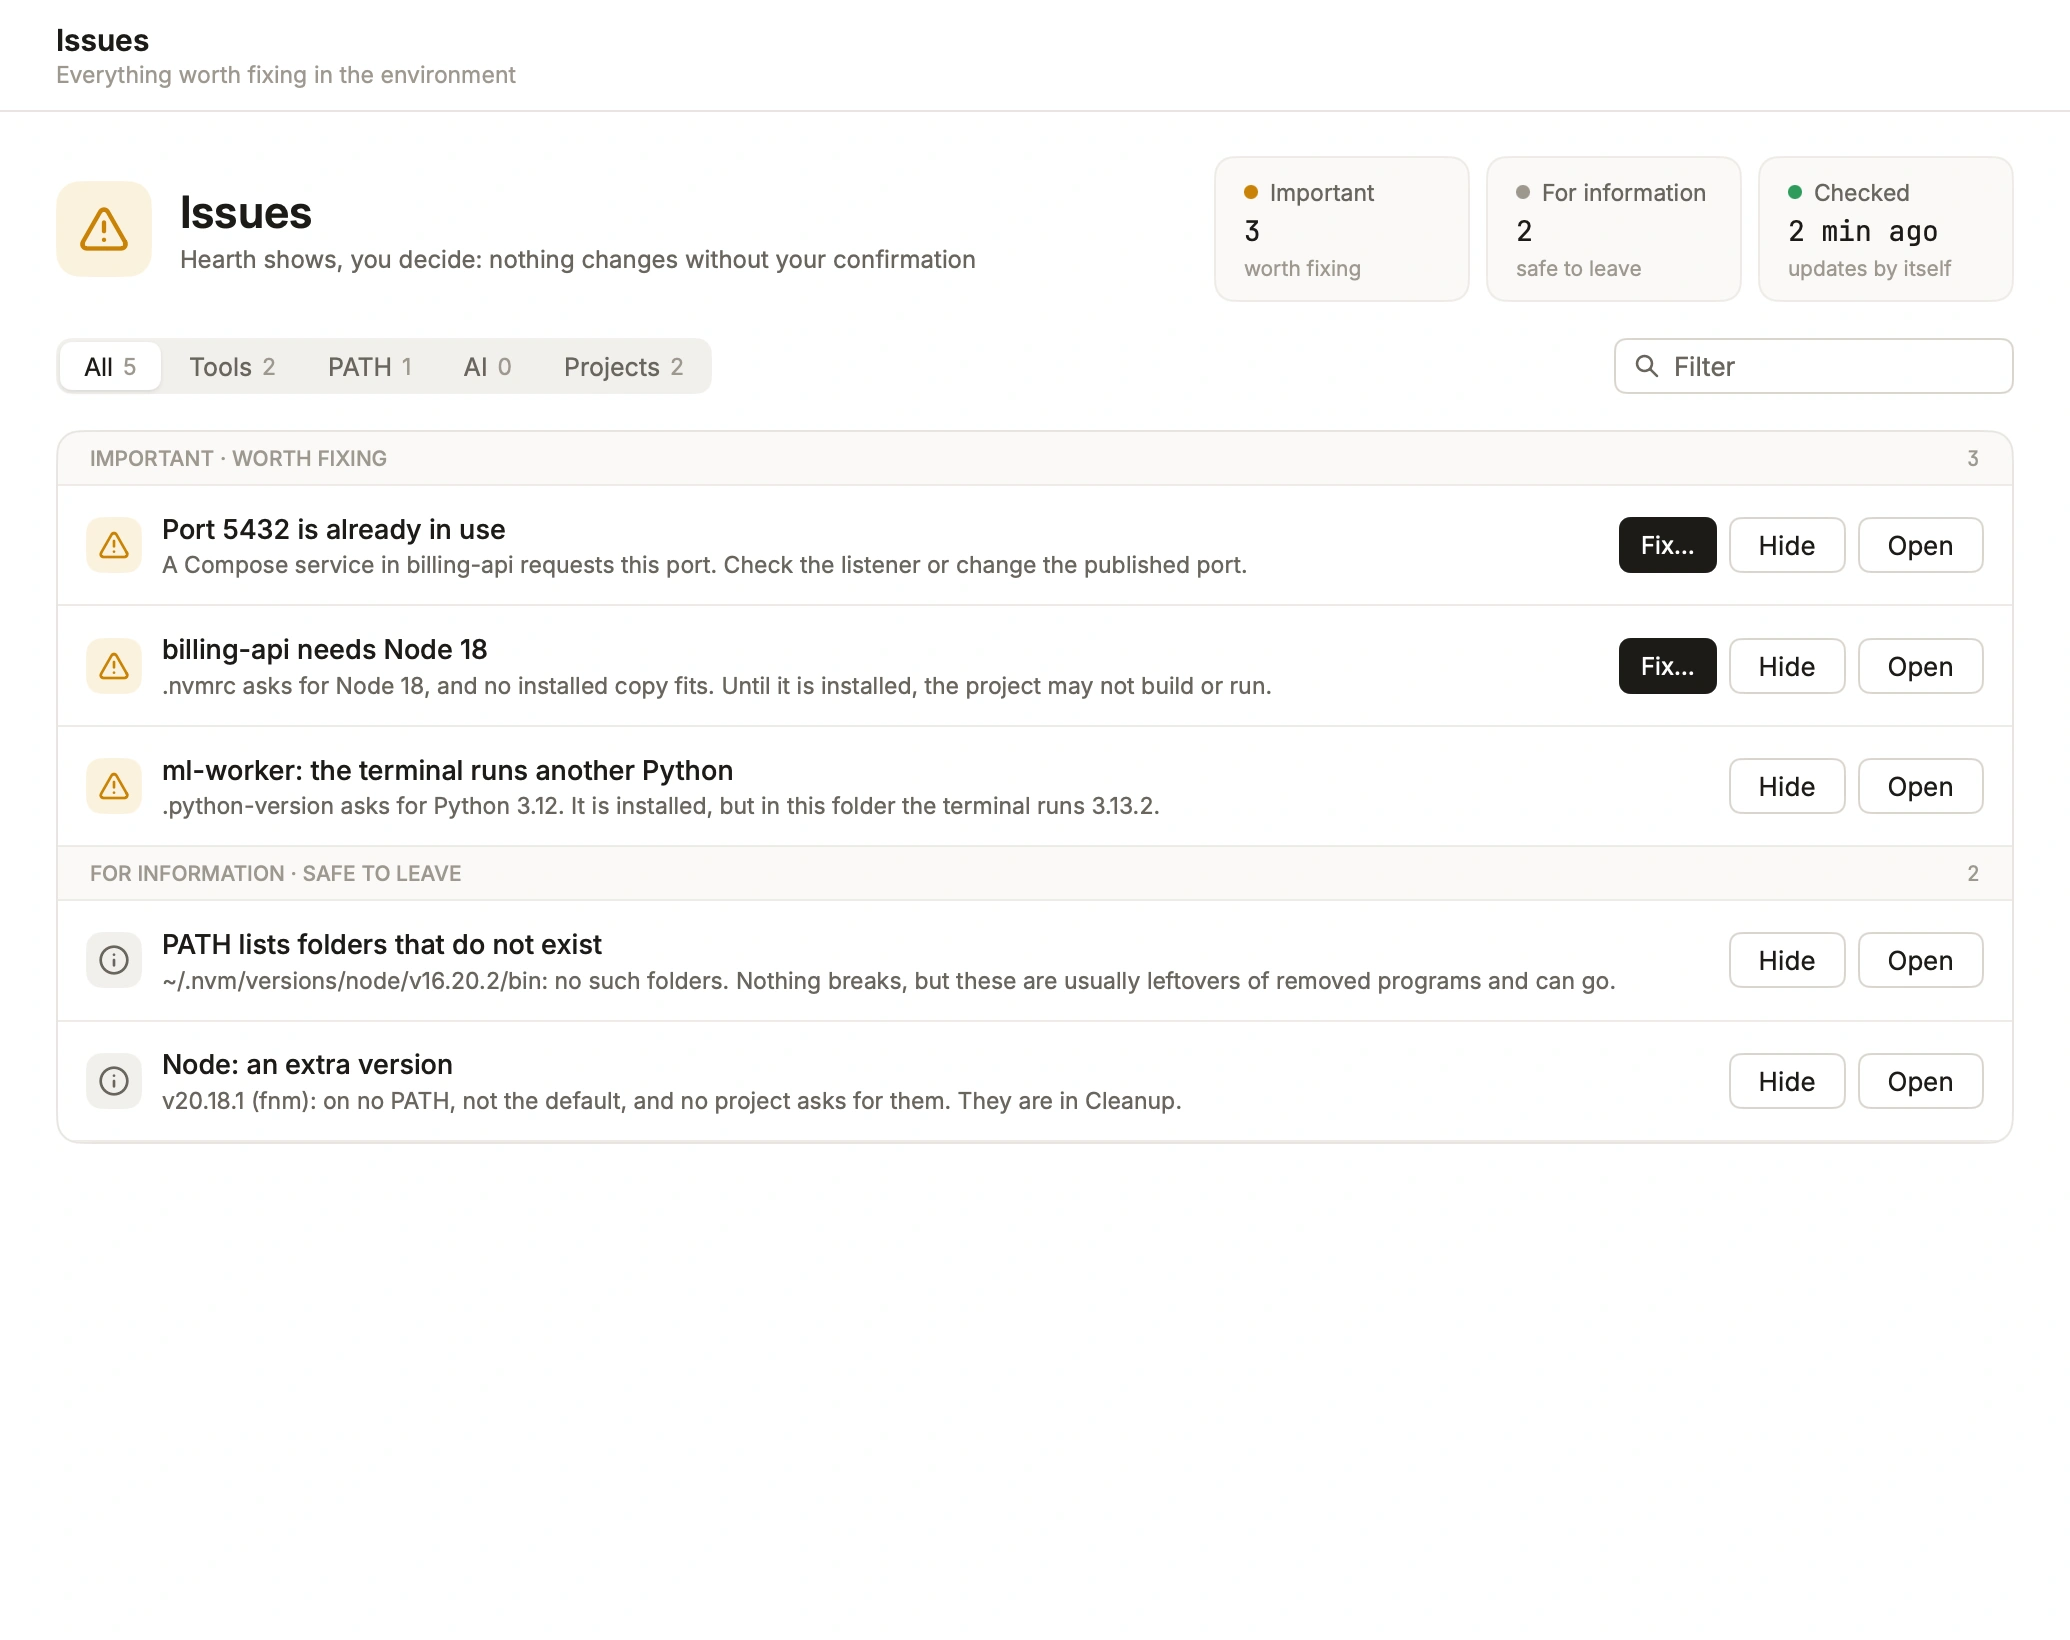 Issues
Everything worth fixing in the environment
Issues
Hearth shows, you decide: nothing changes without your confirmation
Important
3
worth fixing
For information
2
safe to leave
Checked
2 min ago
updates by itself
All 5
Tools 2
PATH 1
AI 0
Projects 2
Filter
IMPORTANT · WORTH FIXING 3
Port 5432 is already in use
A Compose service in billing-api requests this port. Check the listener or change the published port.
Fix...
Hide
Open
billing-api needs Node 18
.nvmrc asks for Node 18, and no installed copy fits. Until it is installed, the project may not build or run.
Fix...
Hide
Open
ml-worker: the terminal runs another Python
.python-version asks for Python 3.12. It is installed, but in this folder the terminal runs 3.13.2.
Hide
Open
FOR INFORMATION · SAFE TO LEAVE 2
PATH lists folders that do not exist
~/.nvm/versions/node/v16.20.2/bin: no such folders. Nothing breaks, but these are usually leftovers of removed programs and can go.
Hide
Open
Node: an extra version
v20.18.1 (fnm): on no PATH, not the default, and no project asks for them. They are in Cleanup.
Hide
Open